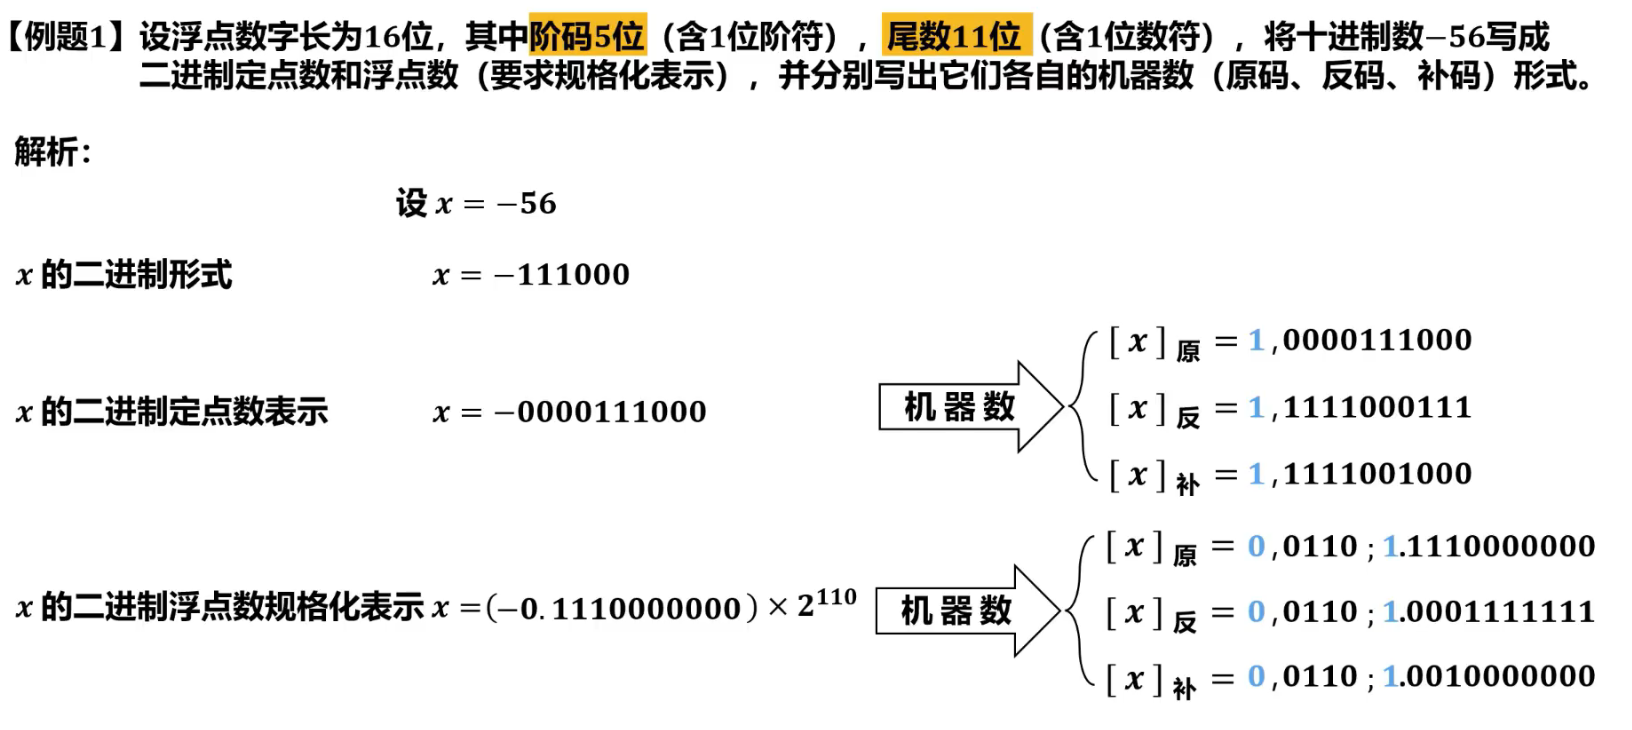 【例题1】设浮点数字长为16位，其中阶码5位（含1位阶符），尾数11位（含1位数符），将十进制数−56写成
二进制定点数和浮点数（要求规格化表示），并分别写出它们各自的机器数（原码、反码、补码）形式。
解析：
设 x = −56
x 的二进制形式 x = −111000
x 的二进制定点数表示 x = −0000111000
机器数
[x]原 = 1,0000111000
[x]反 = 1,1111000111
[x]补 = 1,1111001000
x 的二进制浮点数规格化表示 x =(−0.1110000000) × 2^110
机器数
[x]原 = 0,0110 ; 1.1110000000
[x]反 = 0,0110 ; 1.0001111111
[x]补 = 0,0110 ; 1.0010000000